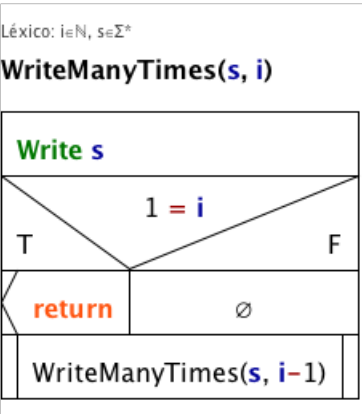 Léxico: i∈ℕ, s∈Σ*
WriteManyTimes(s, i)
Write s
1 = i
T F
return ∅
WriteManyTimes(s, i-1)